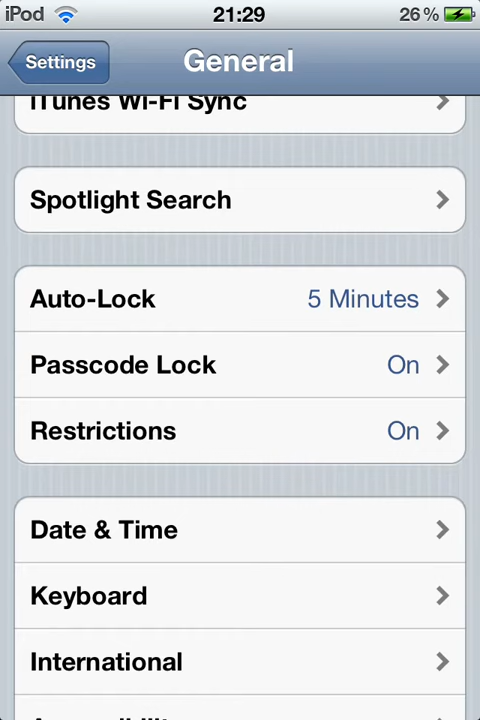 iPod 21:29 26%
Settings General
iTunes Wi-Fi Sync
Spotlight Search
Auto-Lock 5 Minutes
Passcode Lock On
Restrictions On
Date & Time
Keyboard
International
Accessibility